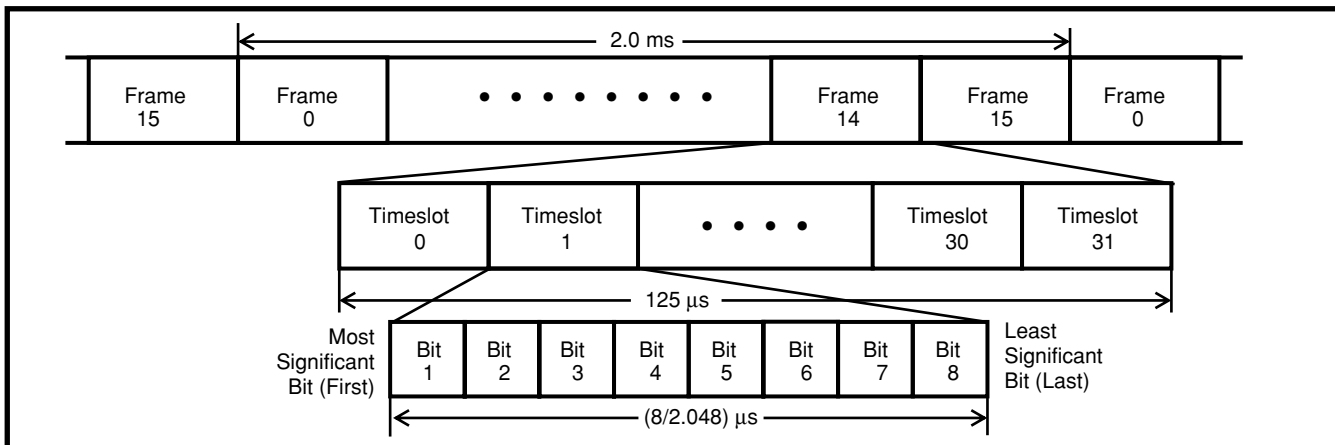 2.0 ms
Frame
15
Frame
0
Frame
14
Frame
15
Frame
0
Timeslot
0
Timeslot
1
Timeslot
30
Timeslot
31
125 μs
Most
Significant
Bit (First)
Bit
1
Bit
2
Bit
3
Bit
4
Bit
5
Bit
6
Bit
7
Bit
8
Least
Significant
Bit (Last)
(8/2.048) μs